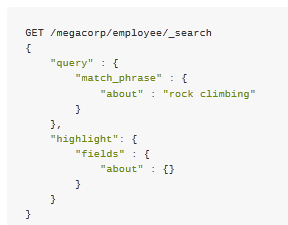 GET /megacorp/employee/_search
{
    "query" : {
        "match_phrase" : {
            "about" : "rock climbing"
        }
    },
    "highlight": {
        "fields" : {
            "about" : {}
        }
    }
}